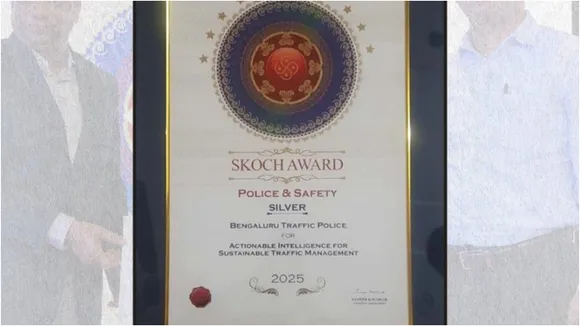 SKOCH AWARD
POLICE & SAFETY
SILVER
BENGALURU TRAFFIC POLICE
FOR
ACTIONABLE INTELLIGENCE FOR
SUSTAINABLE TRAFFIC MANAGEMENT
2025